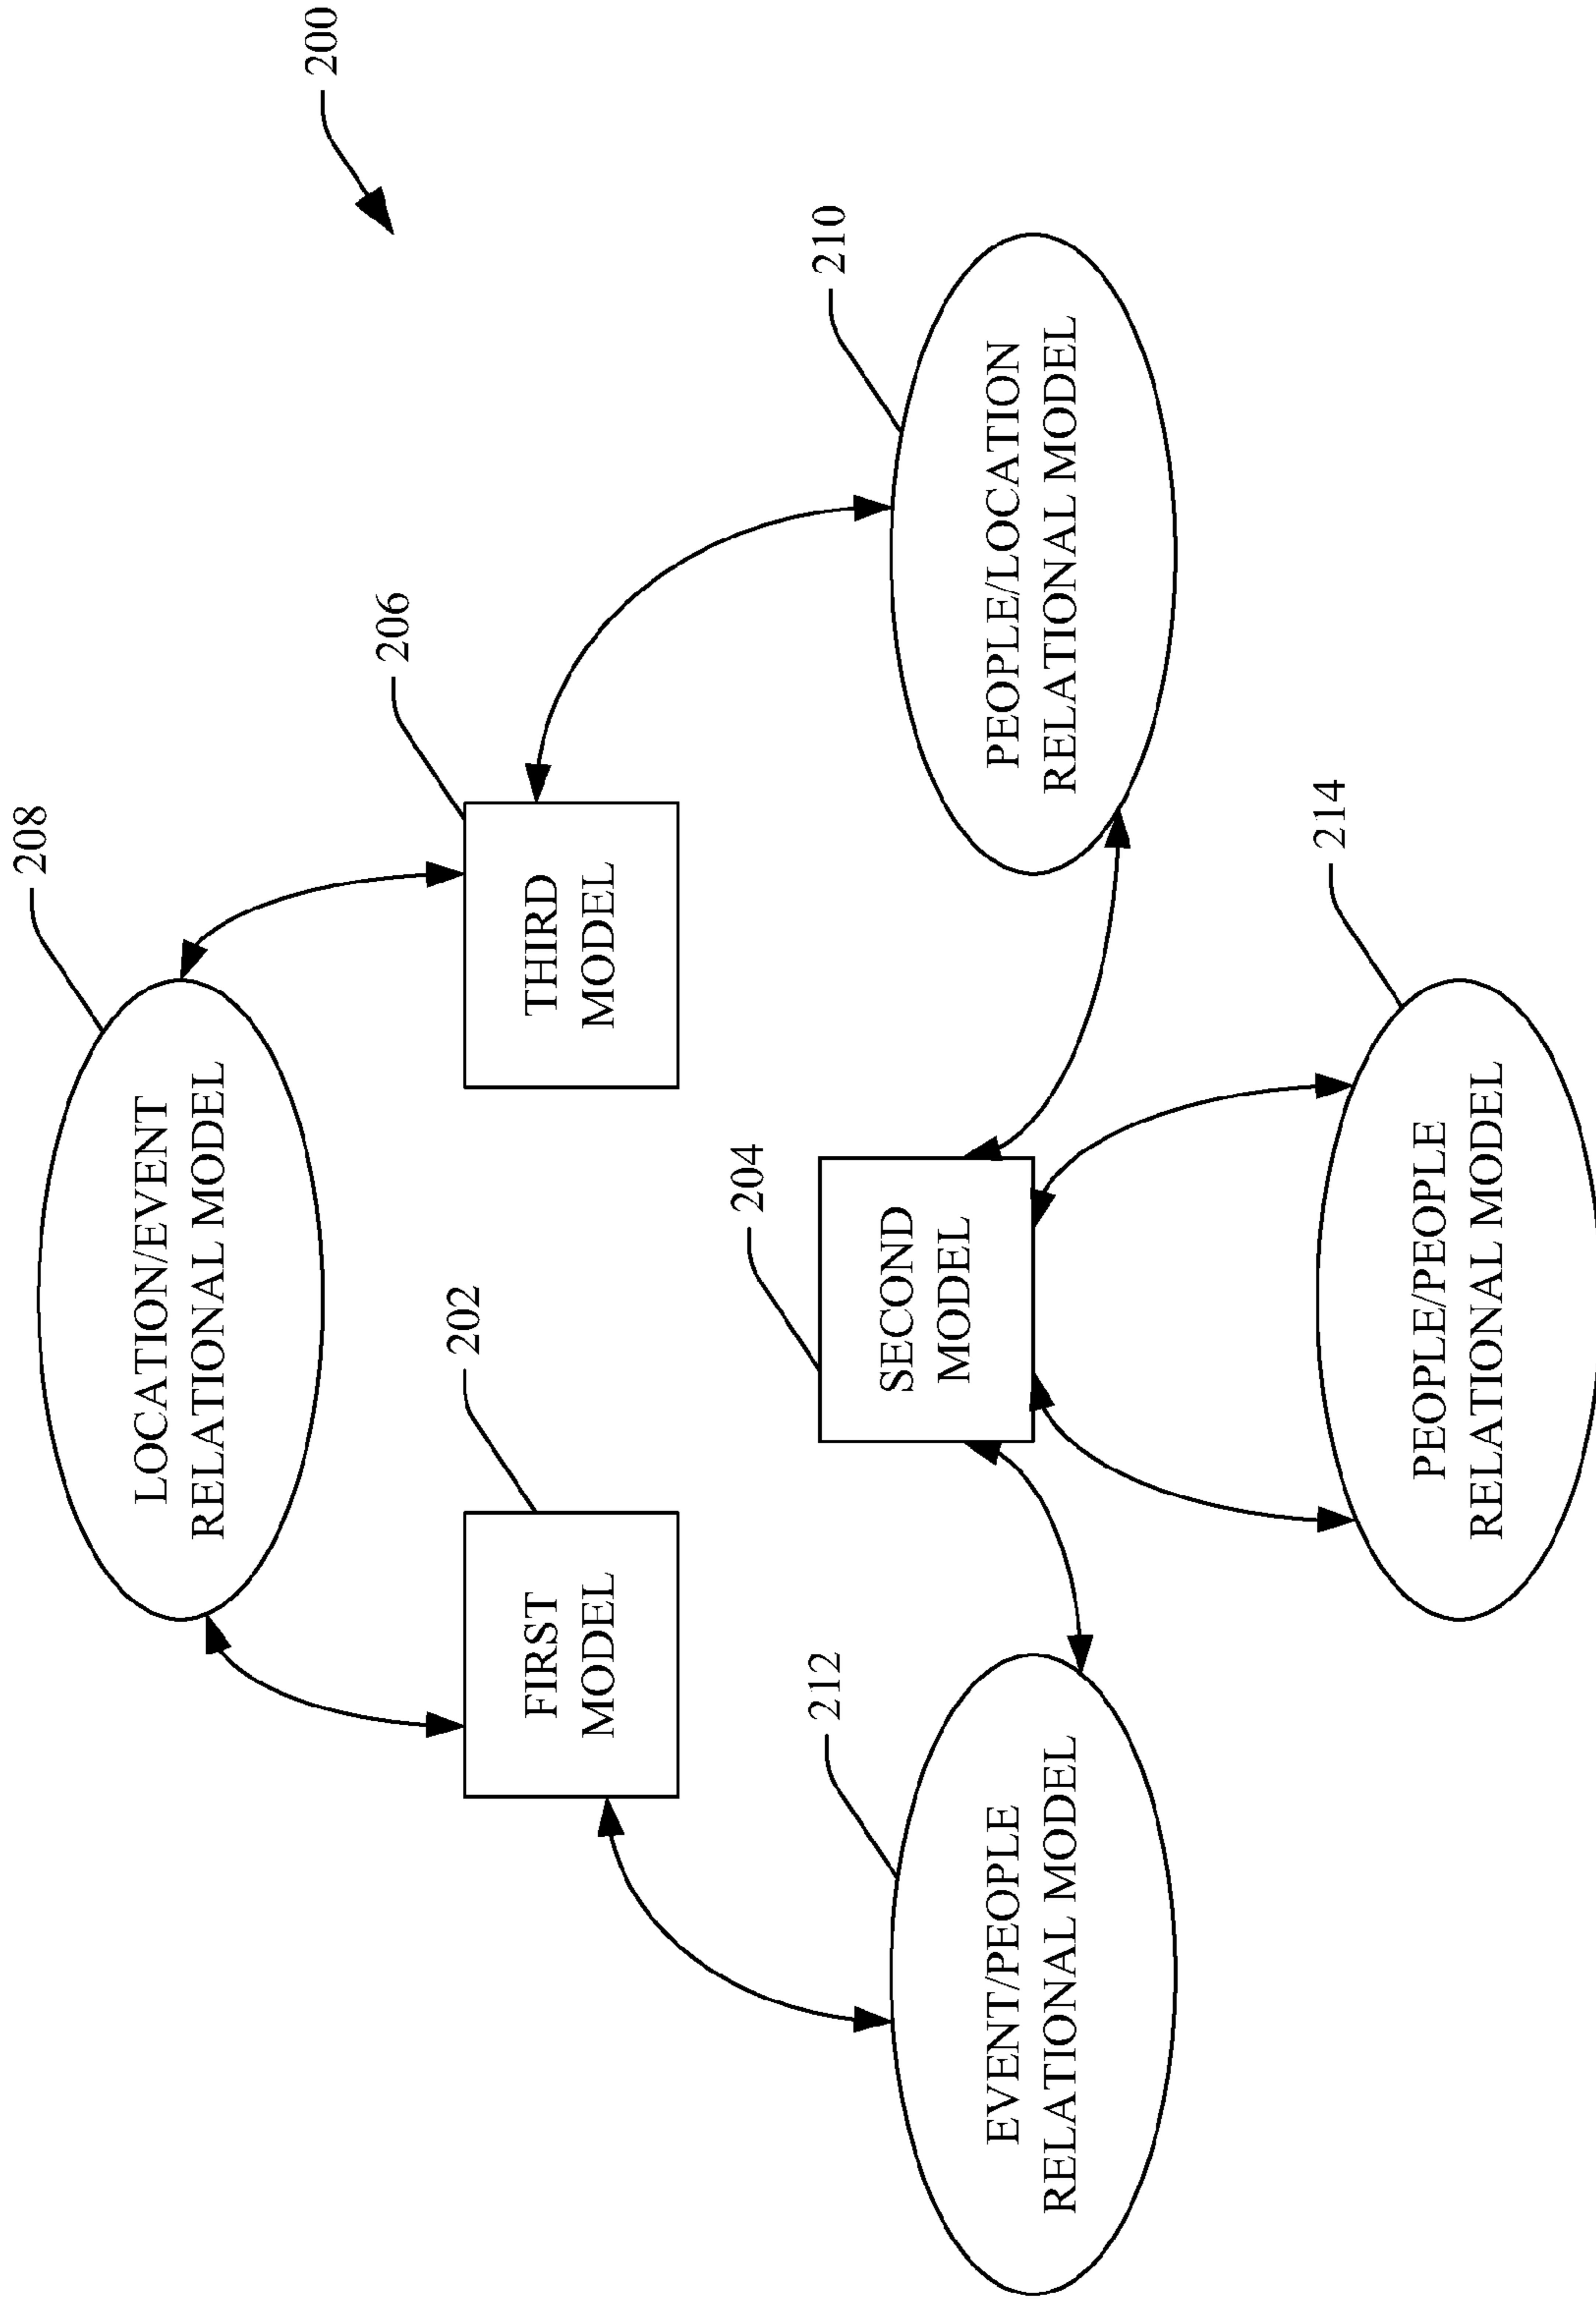 200
208
LOCATION/EVENT
RELATIONAL MODEL
202
FIRST
MODEL
206
THIRD
MODEL
204
SECOND
MODEL
212
EVENT/PEOPLE
RELATIONAL MODEL
210
PEOPLE/LOCATION
RELATIONAL MODEL
214
PEOPLE/PEOPLE
RELATIONAL MODEL